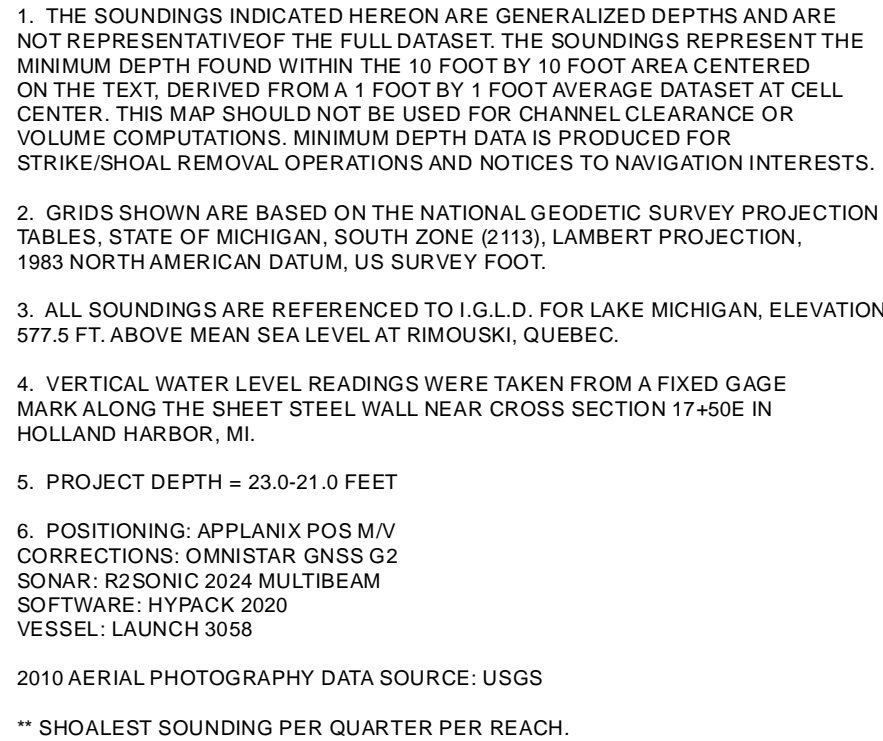 1. THE SOUNDINGS INDICATED HEREON ARE GENERALIZED DEPTHS AND ARE
NOT REPRESENTATIVEOF THE FULL DATASET. THE SOUNDINGS REPRESENT THE
MINIMUM DEPTH FOUND WITHIN THE 10 FOOT BY 10 FOOT AREA CENTERED
ON THE TEXT, DERIVED FROM A 1 FOOT BY 1 FOOT AVERAGE DATASET AT CELL
CENTER. THIS MAP SHOULD NOT BE USED FOR CHANNEL CLEARANCE OR
VOLUME COMPUTATIONS. MINIMUM DEPTH DATA IS PRODUCED FOR
STRIKE/SHOAL REMOVAL OPERATIONS AND NOTICES TO NAVIGATION INTERESTS.
2. GRIDS SHOWN ARE BASED ON THE NATIONAL GEODETIC SURVEY PROJECTION
TABLES, STATE OF MICHIGAN, SOUTH ZONE (2113), LAMBERT PROJECTION,
1983 NORTH AMERICAN DATUM, US SURVEY FOOT.
3. ALL SOUNDINGS ARE REFERENCED TO I.G.L.D. FOR LAKE MICHIGAN, ELEVATION
577.5 FT. ABOVE MEAN SEA LEVEL AT RIMOUSKI, QUEBEC.
4. VERTICAL WATER LEVEL READINGS WERE TAKEN FROM A FIXED GAGE
MARK ALONG THE SHEET STEEL WALL NEAR CROSS SECTION 17+50E IN
HOLLAND HARBOR, MI.
5. PROJECT DEPTH = 23.0-21.0 FEET
6. POSITIONING: APPLANIX POS M/V
CORRECTIONS: OMNISTAR GNSS G2
SONAR: R2SONIC 2024 MULTIBEAM
SOFTWARE: HYPACK 2020
VESSEL: LAUNCH 3058
2010 AERIAL PHOTOGRAPHY DATA SOURCE: USGS
** SHOALEST SOUNDING PER QUARTER PER REACH.